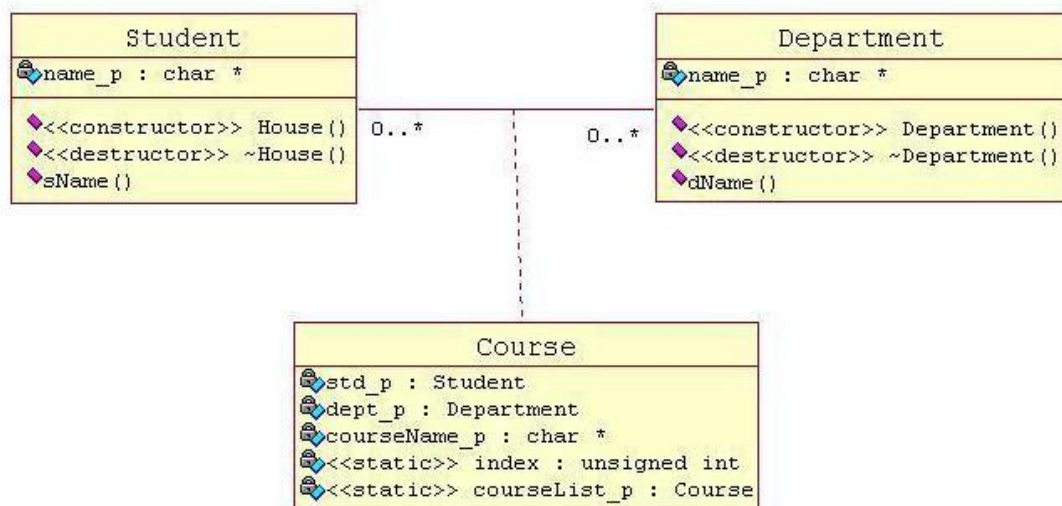 Student
name_p : char *
<<constructor>> House()
<<destructor>> ~House()
sName()
0..*
0..*
Department
name_p : char *
<<constructor>> Department()
<<destructor>> ~Department()
dName()
Course
std_p : Student
dept_p : Department
courseName_p : char *
<<static>> index : unsigned int
<<static>> courseList_p : Course